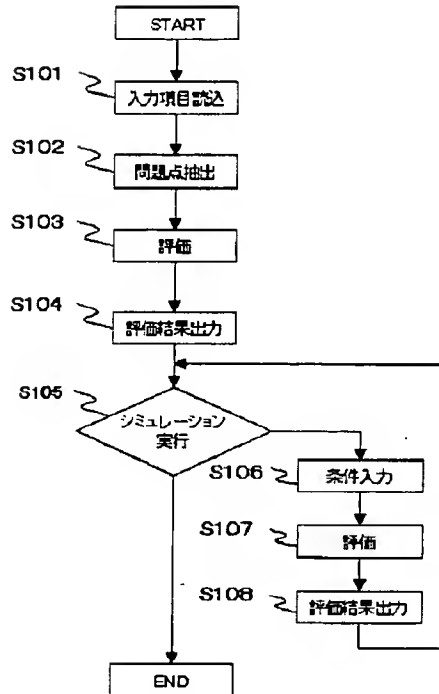 START
S101
入力項目読込
S102
問題点抽出
S103
評価
S104
評価結果出力
S105
シミュレーション
実行
S106
条件入力
S107
評価
S108
評価結果出力
END